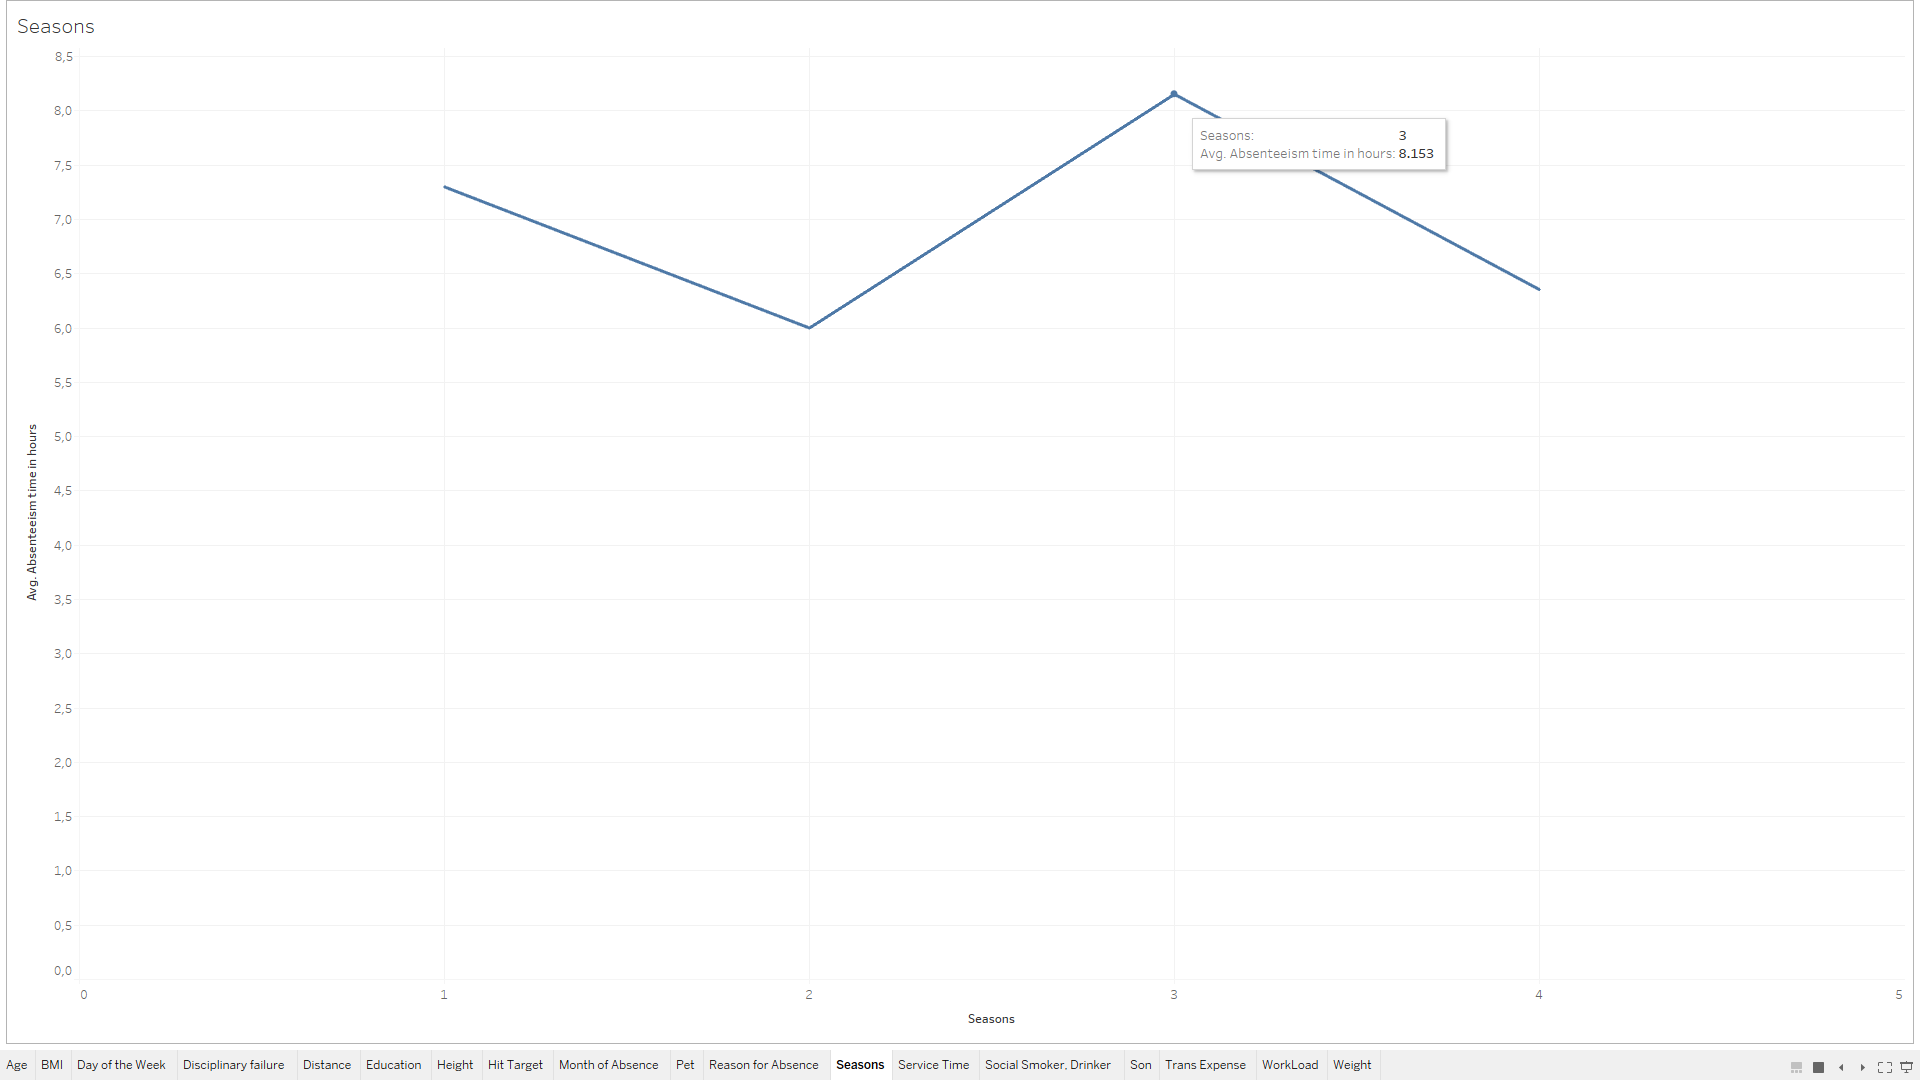 Seasons
8,5
8,0
Seasons: 3
Avg. Absenteeism time in hours: 8.153
7,5
7,0
6,5
6,0
5,5
5,0
4,5
4,0
3,5
3,0
2,5
2,0
1,5
1,0
0,5
0,0
Avg. Absenteeism time in hours
0 1 2 3 4 5
Seasons
Age BMI Day of the Week Disciplinary failure Distance Education Height Hit Target Month of Absence Pet Reason for Absence Seasons Service Time Social Smoker, Drinker Son Trans Expense WorkLoad Weight